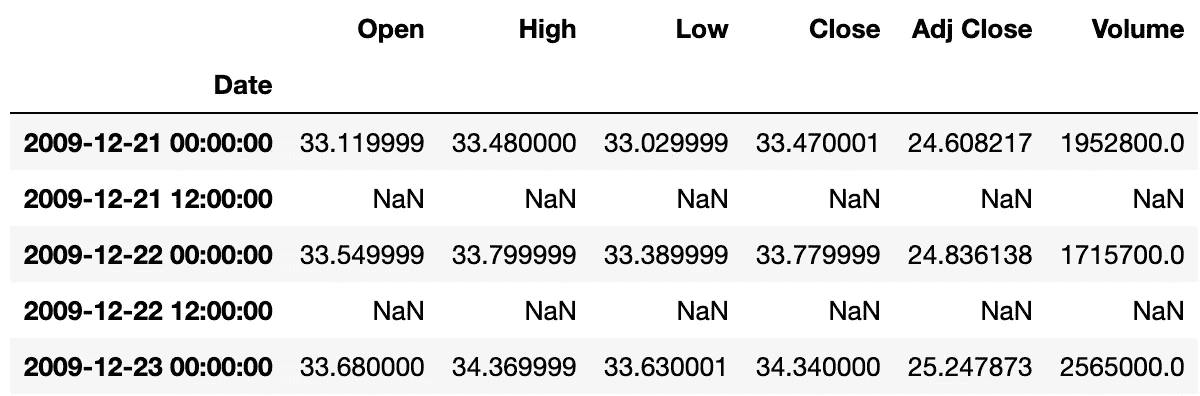 Open High Low Close Adj Close Volume
Date
2009-12-21 00:00:00 33.119999 33.480000 33.029999 33.470001 24.608217 1952800.0
2009-12-21 12:00:00 NaN NaN NaN NaN NaN NaN
2009-12-22 00:00:00 33.549999 33.799999 33.389999 33.779999 24.836138 1715700.0
2009-12-22 12:00:00 NaN NaN NaN NaN NaN NaN
2009-12-23 00:00:00 33.680000 34.369999 33.630001 34.340000 25.247873 2565000.0